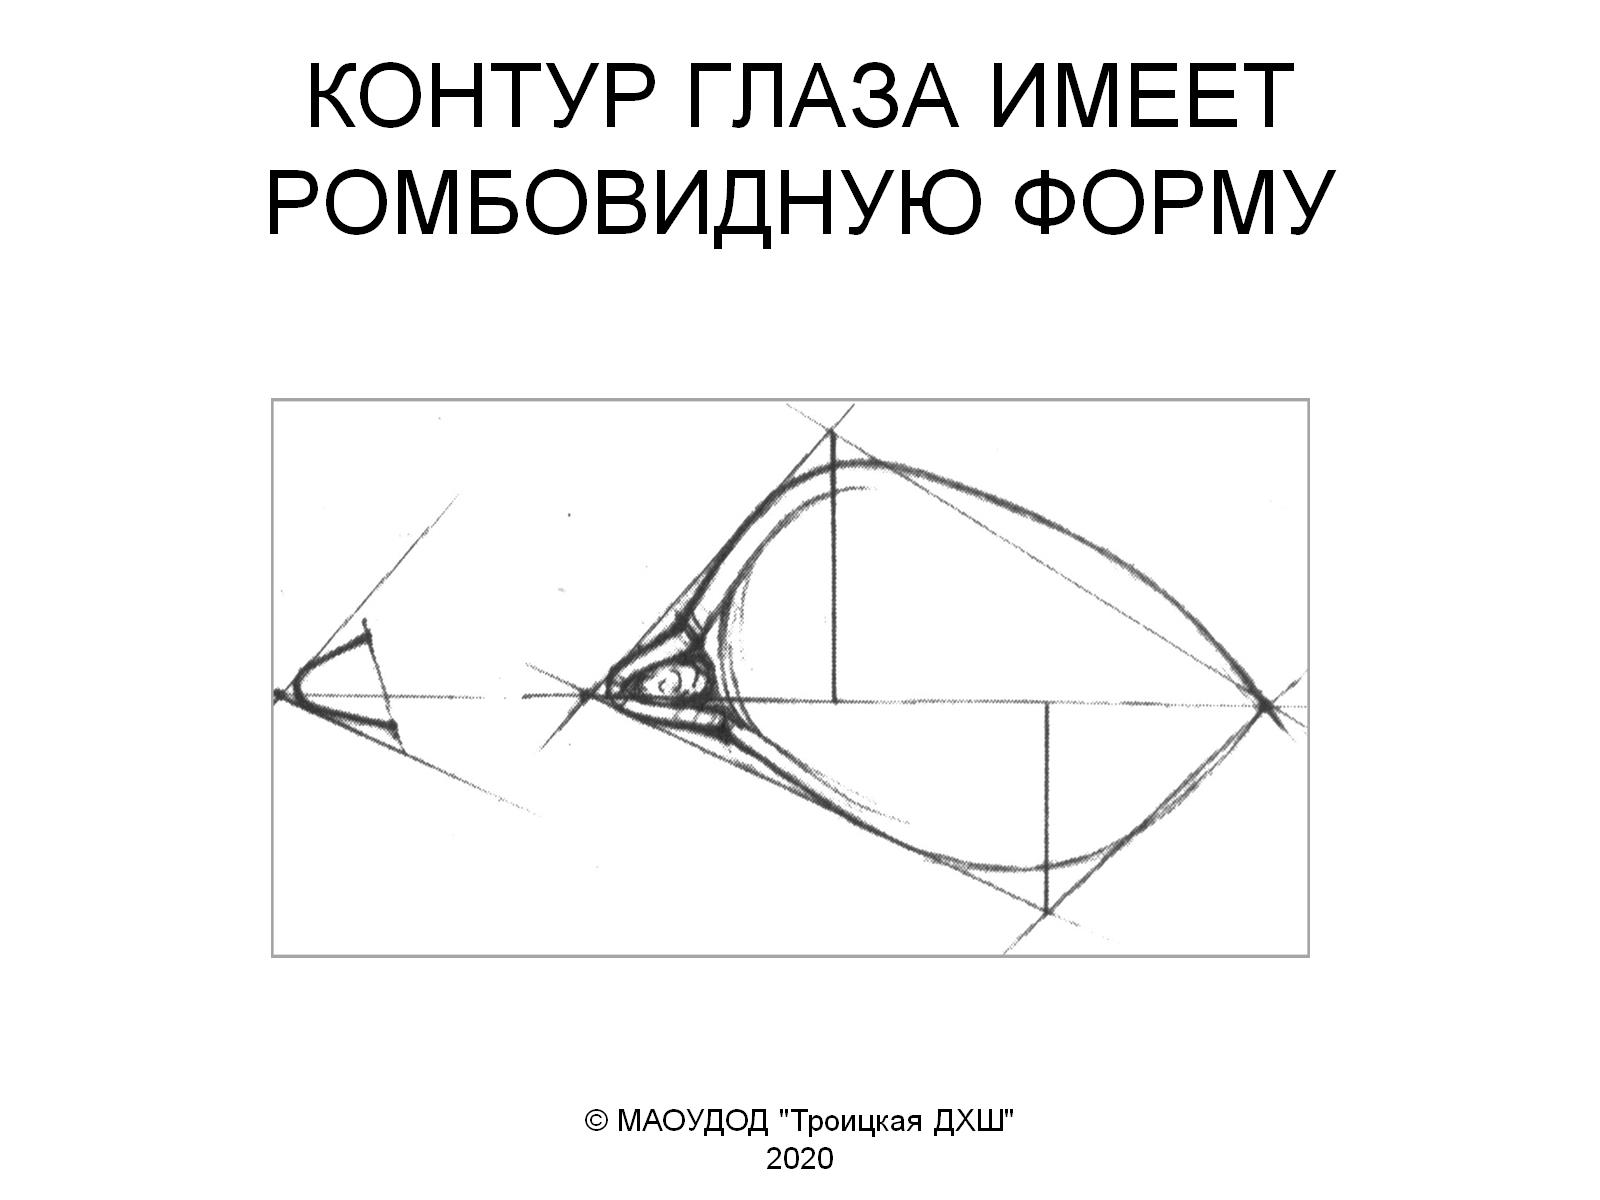 КОНТУР ГЛАЗА ИМЕЕТ
РОМБОВИДНУЮ ФОРМУ
© МАОУДОД "Троицкая ДХШ"
2020